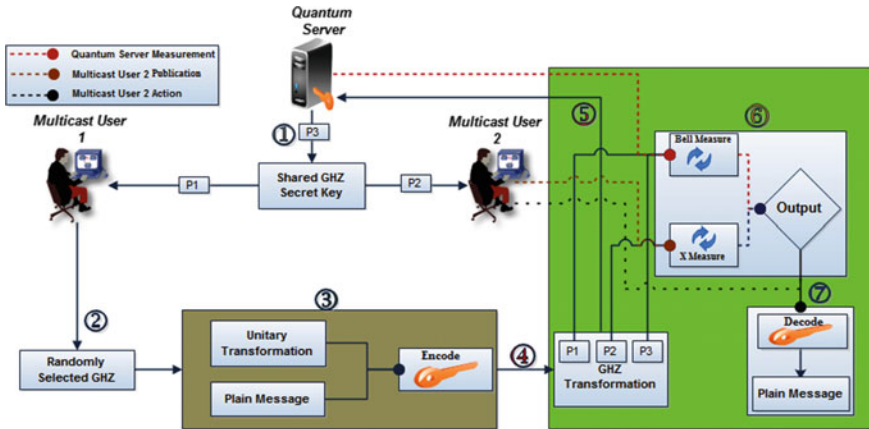 Quantum
Server
Quantum Server Measurement
Multicast User 2 Publication
Multicast User 2 Action
Multicast User
1
①
P3
Multicast User
2
⑤
⑥
Bell Measure
P1
Shared GHZ
Secret Key
P2
Output
X Measure
②
③
⑦
Unitary
Transformation
Decode
Randomly
Selected GHZ
Encode
④
P1
P2
P3
GHZ
Transformation
Plain Message
Plain Message